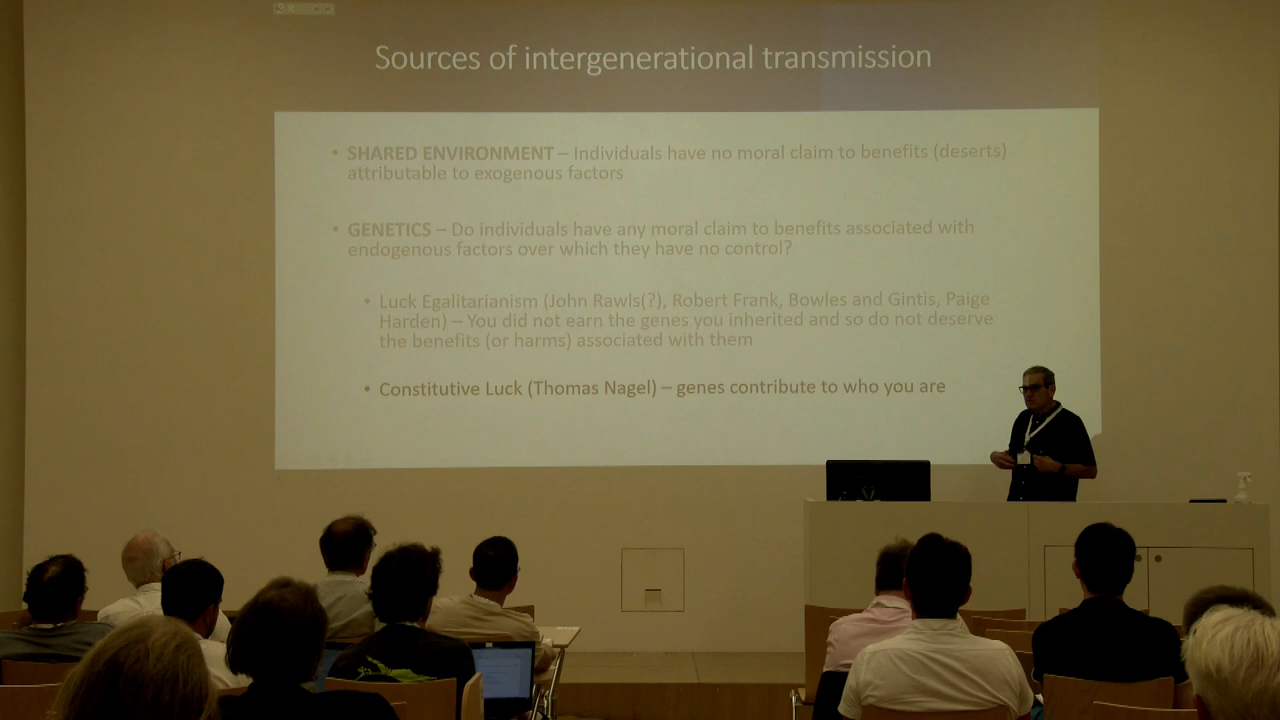 Sources of intergenerational transmission
• SHARED ENVIRONMENT – Individuals have no moral claim to benefits (deserts)
attributable to exogenous factors
• GENETICS – Do individuals have any moral claim to benefits associated with
endogenous factors over which they have no control?
• Luck Egalitarianism (John Rawls(?), Robert Frank, Bowles and Gintis, Paige
Harden) – You did not earn the genes you inherited and so do not deserve
the benefits (or harms) associated with them
• Constitutive Luck (Thomas Nagel) – genes contribute to who you are